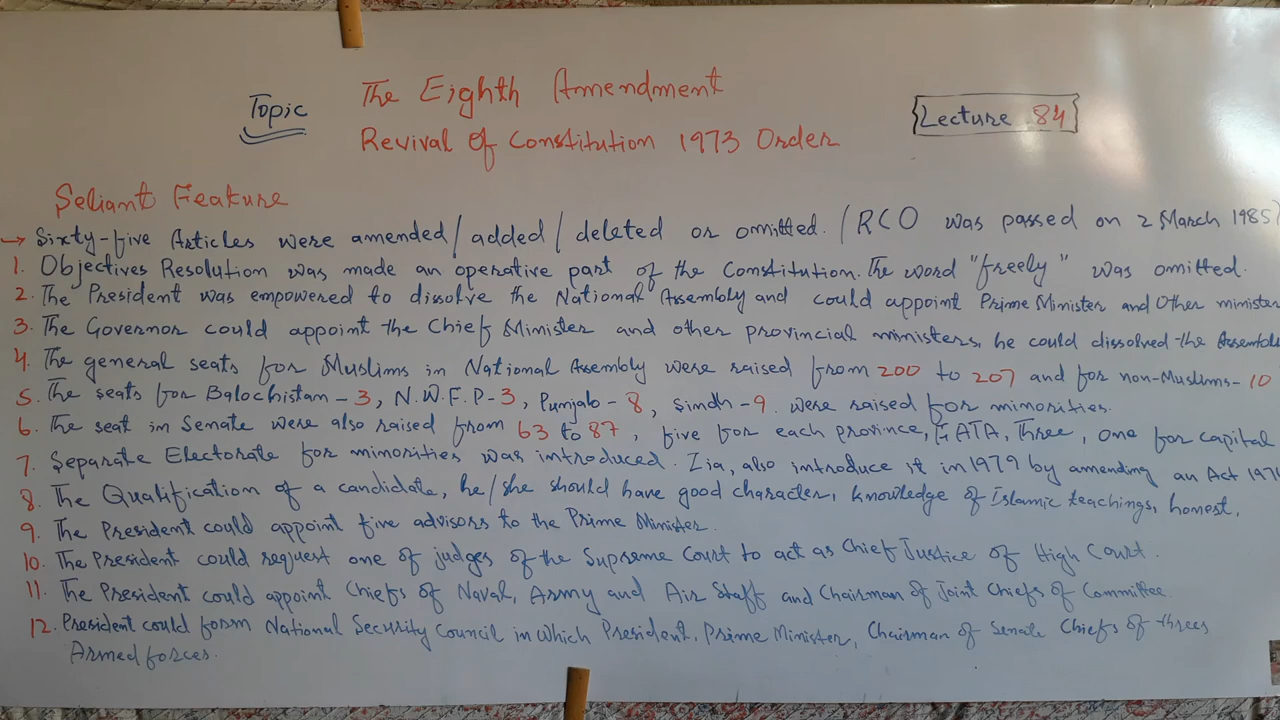 Topic
The Eighth Amendment
Revival Of Constitution 1973 Order
Lecture 84
Seliant Feature
→ Sixty-five Articles were amended/added/deleted or omitted. (RCO was passed on 2 March 1985)
1. Objectives Resolution was made an operative part of the Constitution. The word "freely" was omitted.
2. The President was empowered to dissolve the National Assembly and could appoint Prime Minister and Other minister
3. The Governor could appoint the Chief Minister and other provincial ministers, he could dissolved the
4. The general seats for Muslims in National Assembly were raised from 200 to 207 and for non-Muslims - 10
5. The seats for Balochistan - 3, N.W.F.P - 3, Punjab - 8, Sindh - 9. were raised for minorities.
6. The seat in Senate were also raised from 63 to 87, five for each province, FATA, Three, one for capital
7. Separate Electorate for minorities was introduced. Zia, also introduce it in 1979 by amending an Act 197
8. The Qualification of a candidate, he/she should have good character, knowledge of Islamic teachings, honest.
9. The President could appoint five advisors to the Prime Minister.
10. The President could request one of judges of the Supreme Court to act as Chief Justice of High Court.
11. The President could appoint Chiefs of Naval, Army and Air Staff and Chairman of Joint Chiefs of Committee.
12. President could form National Security Council in which President, Prime Minister, Chairman of Senate Chiefs of threes
Armed forces.